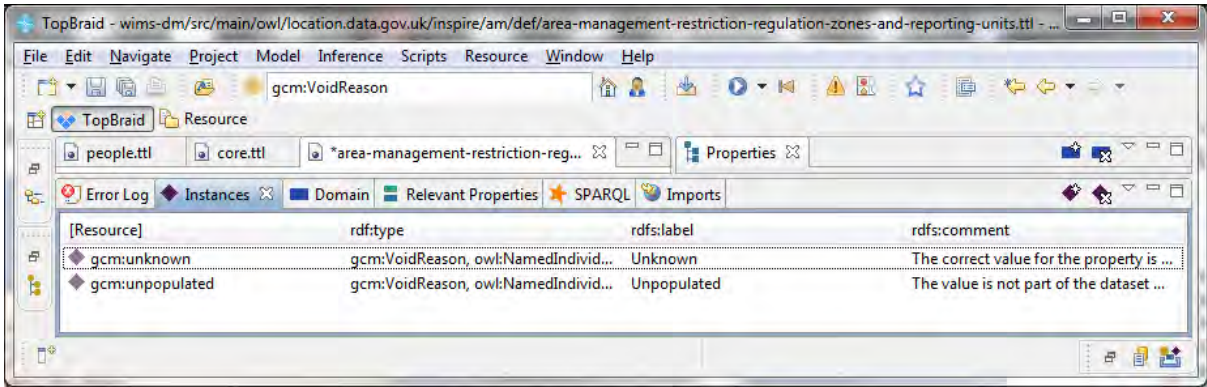 TopBraid - wims-dm/src/main/owl/location.data.gov.uk/inspire/am/def/area-management-restriction-regulation-zones-and-reporting-units.ttl - ...
File Edit Navigate Project Model Inference Scripts Resource Window Help
gcm:VoidReason
TopBraid Resource
people.ttl core.ttl *area-management-restriction-reg... Properties
Error Log Instances Domain Relevant Properties SPARQL Imports
[Resource] rdf:type rdfs:label rdfs:comment
gcm:unknown gcm:VoidReason, owl:NamedIndivid... Unknown The correct value for the property is ...
gcm:unpopulated gcm:VoidReason, owl:NamedIndivid... Unpopulated The value is not part of the dataset ...